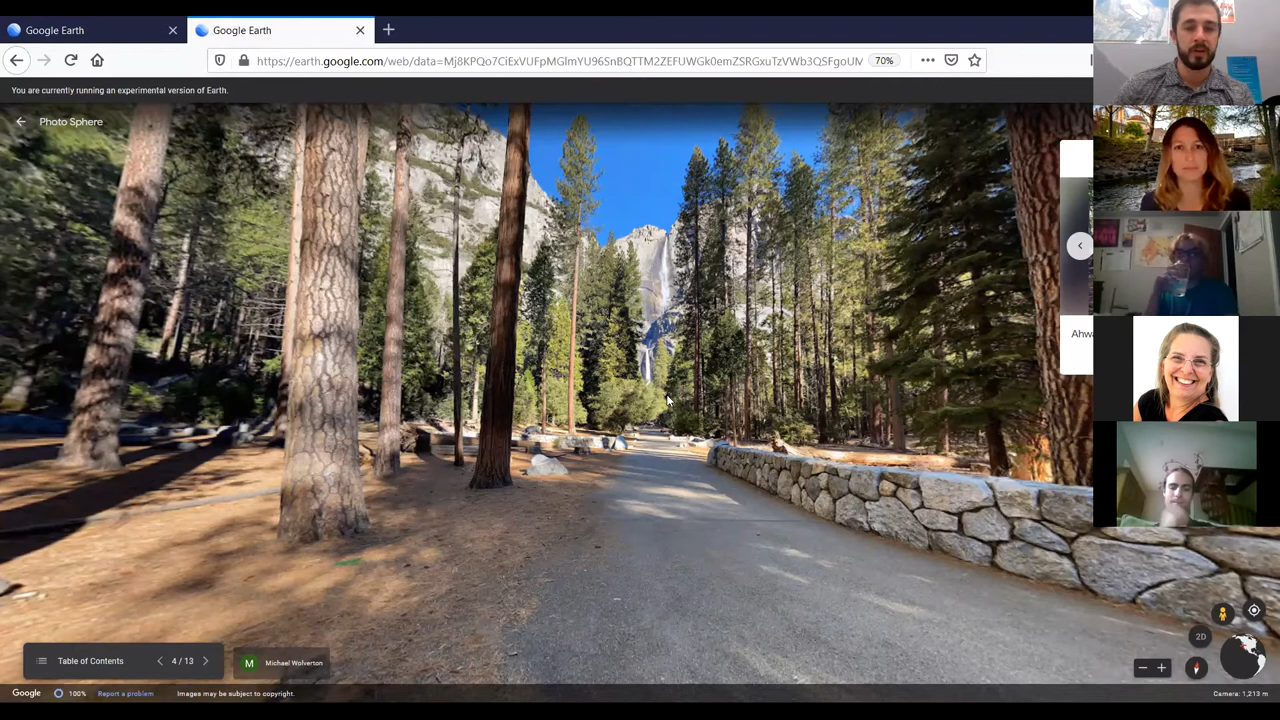 Google Earth
Google Earth
https://earth.google.com/web/data=Mj8KPQo7ClExVUFpMGlmYU96SnBQTTM2ZEFUWGk0emZSRGxuTzVWb3QSFgoUM
70%
You are currently running an experimental version of Earth.
Photo Sphere
Ahwa
Table of Contents
4 / 13
M
Michael Wolverton
2D
Google
100%
Report a problem
Images may be subject to copyright.
Camera: 1,213 m